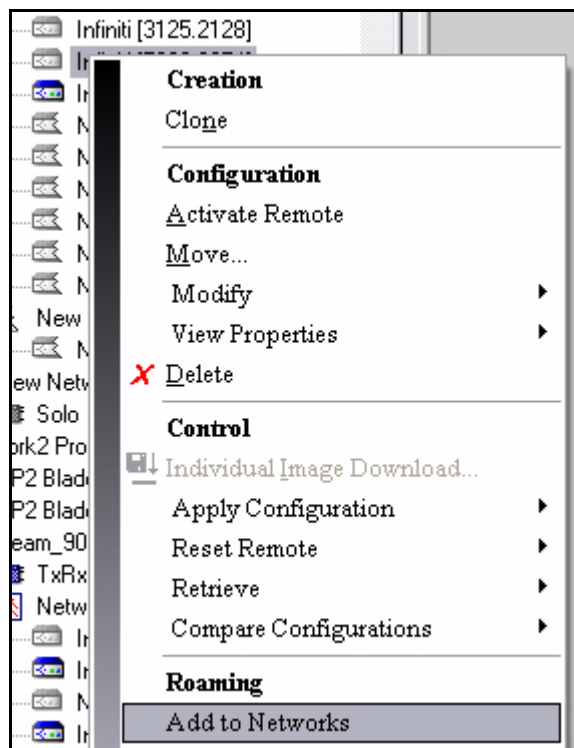 Infiniti [3125.2128]
Creation
Clone
Configuration
Activate Remote
Move...
Modify
View Properties
Delete
New
Solo
Control
Individual Image Download...
Apply Configuration
Reset Remote
TxRx
Retrieve
Compare Configurations
Roaming
Add to Networks